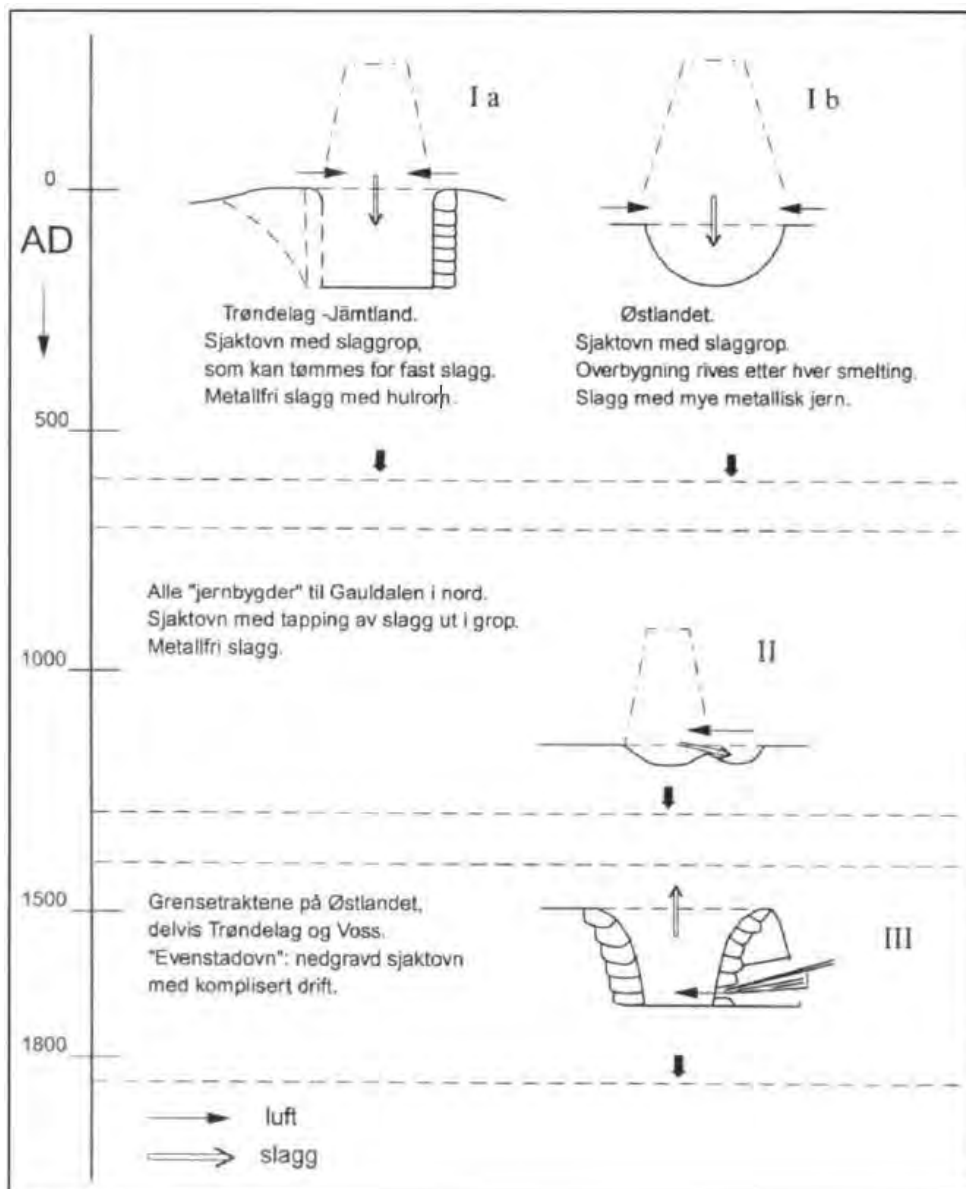 I a
I b
0
AD
Trøndelag -Jämtland.
Sjaktovn med slaggrop,
som kan tømmes for fast slagg.
Metallfri slagg med hulrom.
Østlandet.
Sjaktovn med slaggrop.
Overbygning rives etter hver smelting.
Slagg med mye metallisk jern.
500
Alle "jernbygder" til Gauldalen i nord.
Sjaktovn med tapping av slagg ut i grop.
Metallfri slagg.
1000
II
1500
Grensetraktene på Østlandet,
delvis Trøndelag og Voss.
"Evenstadovn": nedgravd sjaktovn
med komplisert drift.
III
1800
luft
slagg